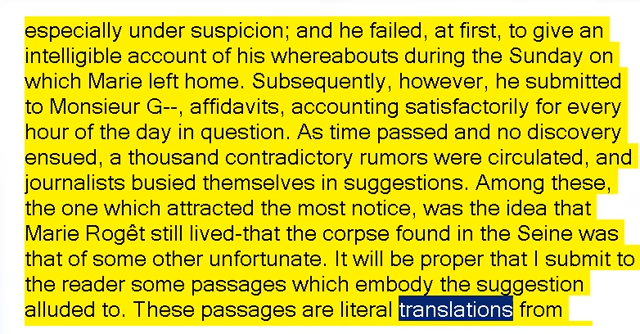 especially under suspicion; and he failed, at first, to give an
intelligible account of his whereabouts during the Sunday on
which Marie left home. Subsequently, however, he submitted
to Monsieur G--, affidavits, accounting satisfactorily for every
hour of the day in question. As time passed and no discovery
ensued, a thousand contradictory rumors were circulated, and
journalists busied themselves in suggestions. Among these,
the one which attracted the most notice, was the idea that
Marie Rogêt still lived-that the corpse found in the Seine was
that of some other unfortunate. It will be proper that I submit to
the reader some passages which embody the suggestion
alluded to. These passages are literal translations from